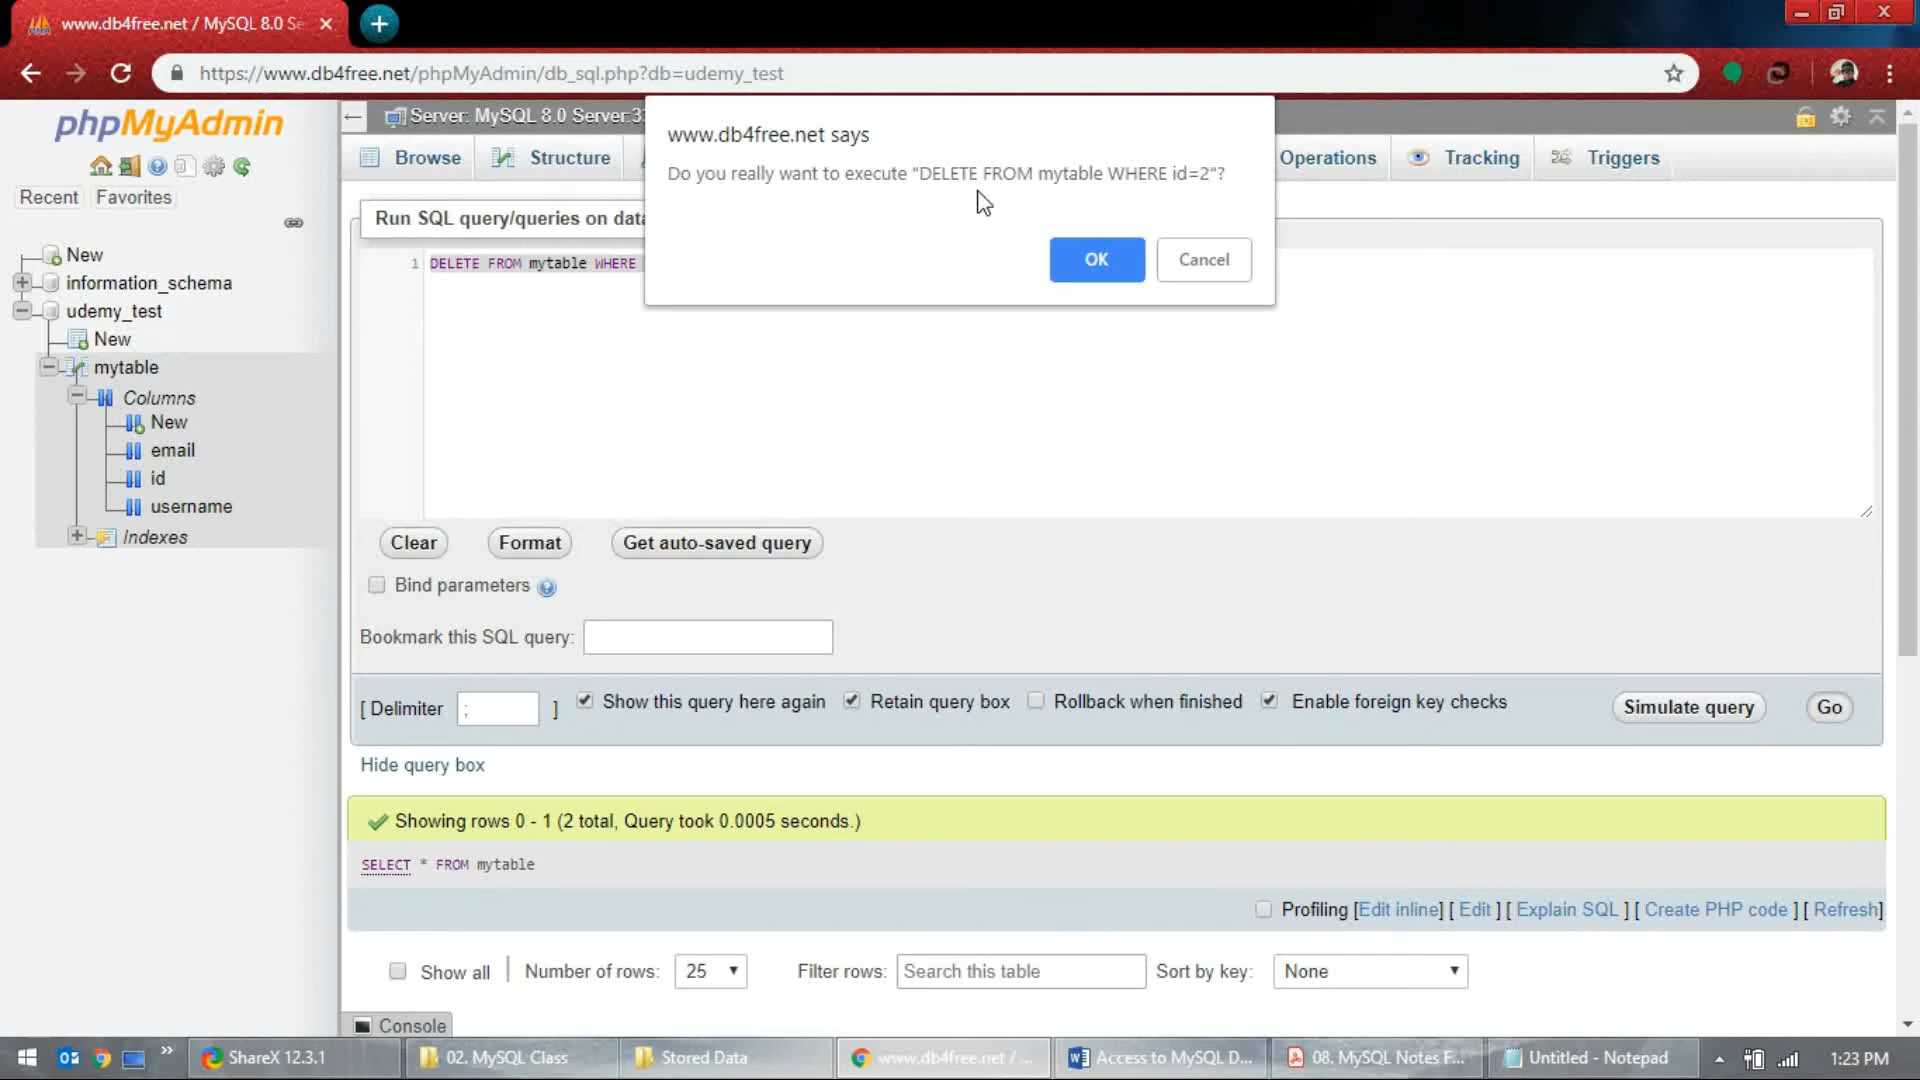 www.db4free.net / MySQL 8.0 Se
https://www.db4free.net/phpMyAdmin/db_sql.php?db=udemy_test
phpMyAdmin
Recent
Favorites
New
information_schema
udemy_test
New
mytable
Columns
New
email
id
username
Indexes
Server: MySQL 8.0 Server:33
Browse
Structure
Operations
Tracking
Triggers
www.db4free.net says
Do you really want to execute "DELETE FROM mytable WHERE id=2"?
OK
Cancel
Run SQL query/queries on data
1
DELETE FROM mytable WHERE
Clear
Format
Get auto-saved query
Bind parameters
Bookmark this SQL query:
[ Delimiter ; ]
Show this query here again
Retain query box
Rollback when finished
Enable foreign key checks
Simulate query
Go
Hide query box
Showing rows 0 - 1 (2 total, Query took 0.0005 seconds.)
SELECT * FROM mytable
Profiling [Edit inline] [ Edit ] [ Explain SQL ] [ Create PHP code ] [ Refresh]
Show all
Number of rows:
25
Filter rows:
Search this table
Sort by key:
None
Console
ShareX 12.3.1
02. MySQL Class
Stored Data
www.db4free.net / ...
Access to MySQL D...
08. MySQL Notes F...
Untitled - Notepad
1:23 PM